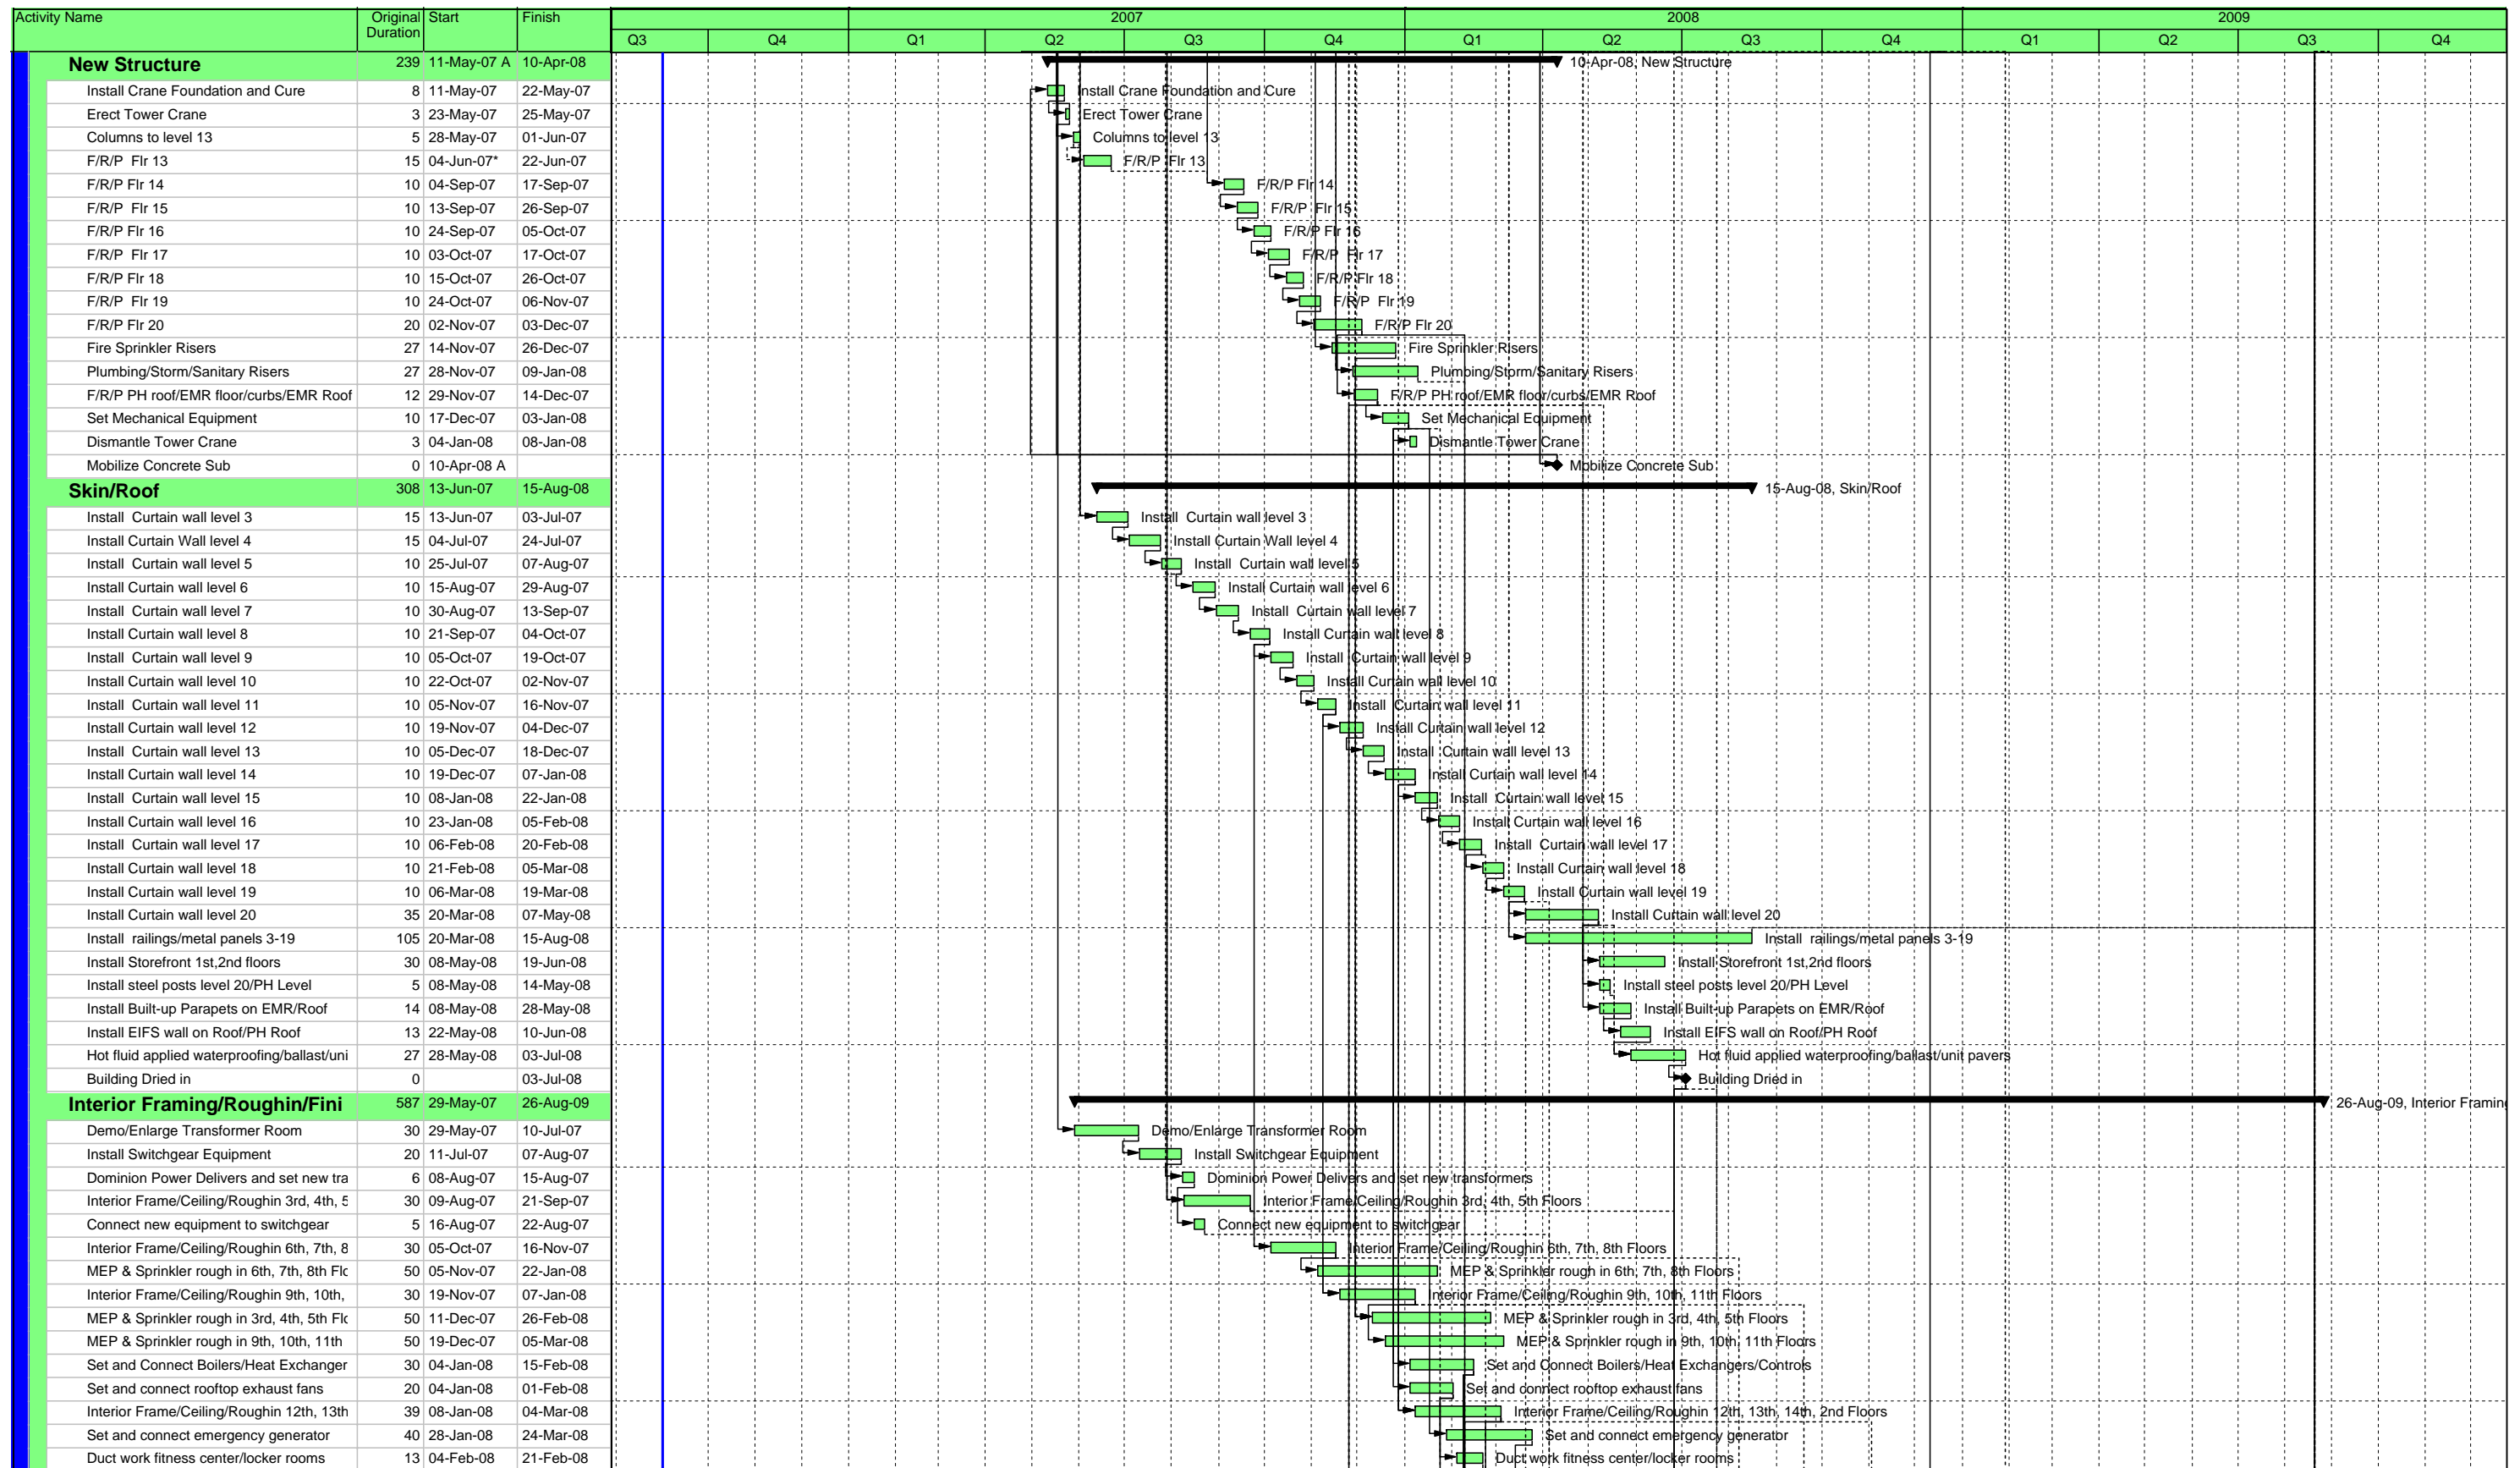 Activity Name Original Duration Start Finish 2007 2008 2009
Q3 Q4 Q1 Q2 Q3 Q4 Q1 Q2 Q3 Q4 Q1 Q2 Q3 Q4
New Structure 239 11-May-07 A 10-Apr-08 10-Apr-08, New Structure
Install Crane Foundation and Cure 8 11-May-07 22-May-07 Install Crane Foundation and Cure
Erect Tower Crane 3 23-May-07 25-May-07 Erect Tower Crane
Columns to level 13 5 28-May-07 01-Jun-07 Columns to level 13
F/R/P Flr 13 15 04-Jun-07* 22-Jun-07 F/R/P Flr 13
F/R/P Flr 14 10 04-Sep-07 17-Sep-07 F/R/P Flr 14
F/R/P Flr 15 10 13-Sep-07 26-Sep-07 F/R/P Flr 15
F/R/P Flr 16 10 24-Sep-07 05-Oct-07 F/R/P Flr 16
F/R/P Flr 17 10 03-Oct-07 17-Oct-07 F/R/P Flr 17
F/R/P Flr 18 10 15-Oct-07 26-Oct-07 F/R/P Flr 18
F/R/P Flr 19 10 24-Oct-07 06-Nov-07 F/R/P Flr 19
F/R/P Flr 20 20 02-Nov-07 03-Dec-07 F/R/P Flr 20
Fire Sprinkler Risers 27 14-Nov-07 26-Dec-07 Fire Sprinkler Risers
Plumbing/Storm/Sanitary Risers 27 28-Nov-07 09-Jan-08 Plumbing/Storm/Sanitary Risers
F/R/P PH roof/EMR floor/curbs/EMR Roof 12 29-Nov-07 14-Dec-07 F/R/P PH roof/EMR floor/curbs/EMR Roof
Set Mechanical Equipment 10 17-Dec-07 03-Jan-08 Set Mechanical Equipment
Dismantle Tower Crane 3 04-Jan-08 08-Jan-08 Dismantle Tower Crane
Mobilize Concrete Sub 0 10-Apr-08 A Mobilize Concrete Sub
Skin/Roof 308 13-Jun-07 15-Aug-08 15-Aug-08, Skin/Roof
Install Curtain wall level 3 15 13-Jun-07 03-Jul-07 Install Curtain wall level 3
Install Curtain Wall level 4 15 04-Jul-07 24-Jul-07 Install Curtain Wall level 4
Install Curtain wall level 5 10 25-Jul-07 07-Aug-07 Install Curtain wall level 5
Install Curtain wall level 6 10 15-Aug-07 29-Aug-07 Install Curtain wall level 6
Install Curtain wall level 7 10 30-Aug-07 13-Sep-07 Install Curtain wall level 7
Install Curtain wall level 8 10 21-Sep-07 04-Oct-07 Install Curtain wall level 8
Install Curtain wall level 9 10 05-Oct-07 19-Oct-07 Install Curtain wall level 9
Install Curtain wall level 10 10 22-Oct-07 02-Nov-07 Install Curtain wall level 10
Install Curtain wall level 11 10 05-Nov-07 16-Nov-07 Install Curtain wall level 11
Install Curtain wall level 12 10 19-Nov-07 04-Dec-07 Install Curtain wall level 12
Install Curtain wall level 13 10 05-Dec-07 18-Dec-07 Install Curtain wall level 13
Install Curtain wall level 14 10 19-Dec-07 07-Jan-08 Install Curtain wall level 14
Install Curtain wall level 15 10 08-Jan-08 22-Jan-08 Install Curtain wall level 15
Install Curtain wall level 16 10 23-Jan-08 05-Feb-08 Install Curtain wall level 16
Install Curtain wall level 17 10 06-Feb-08 20-Feb-08 Install Curtain wall level 17
Install Curtain wall level 18 10 21-Feb-08 05-Mar-08 Install Curtain wall level 18
Install Curtain wall level 19 10 06-Mar-08 19-Mar-08 Install Curtain wall level 19
Install Curtain wall level 20 35 20-Mar-08 07-May-08 Install Curtain wall level 20
Install railings/metal panels 3-19 105 20-Mar-08 15-Aug-08 Install railings/metal panels 3-19
Install Storefront 1st,2nd floors 30 08-May-08 19-Jun-08 Install Storefront 1st,2nd floors
Install steel posts level 20/PH Level 5 08-May-08 14-May-08 Install steel posts level 20/PH Level
Install Built-up Parapets on EMR/Roof 14 08-May-08 28-May-08 Install Built-up Parapets on EMR/Roof
Install EIFS wall on Roof/PH Roof 13 22-May-08 10-Jun-08 Install EIFS wall on Roof/PH Roof
Hot fluid applied waterproofing/ballast/uni 27 28-May-08 03-Jul-08 Hot fluid applied waterproofing/ballast/unit pavers
Building Dried in 0 03-Jul-08 Building Dried in
Interior Framing/Roughin/Fini 587 29-May-07 26-Aug-09 26-Aug-09, Interior Framing
Demo/Enlarge Transformer Room 30 29-May-07 10-Jul-07 Demo/Enlarge Transformer Room
Install Switchgear Equipment 20 11-Jul-07 07-Aug-07 Install Switchgear Equipment
Dominion Power Delivers and set new tra 6 08-Aug-07 15-Aug-07 Dominion Power Delivers and set new transformers
Interior Frame/Ceiling/Roughin 3rd, 4th, 5 30 09-Aug-07 21-Sep-07 Interior Frame/Ceiling/Roughin 3rd, 4th, 5th Floors
Connect new equipment to switchgear 5 16-Aug-07 22-Aug-07 Connect new equipment to switchgear
Interior Frame/Ceiling/Roughin 6th, 7th, 8 30 05-Oct-07 16-Nov-07 Interior Frame/Ceiling/Roughin 6th, 7th, 8th Floors
MEP & Sprinkler rough in 6th, 7th, 8th Flo 50 05-Nov-07 22-Jan-08 MEP & Sprinkler rough in 6th, 7th, 8th Floors
Interior Frame/Ceiling/Roughin 9th, 10th, 30 19-Nov-07 07-Jan-08 Interior Frame/Ceiling/Roughin 9th, 10th, 11th Floors
MEP & Sprinkler rough in 3rd, 4th, 5th Flo 50 11-Dec-07 26-Feb-08 MEP & Sprinkler rough in 3rd, 4th, 5th Floors
MEP & Sprinkler rough in 9th, 10th, 11th 50 19-Dec-07 05-Mar-08 MEP & Sprinkler rough in 9th, 10th, 11th Floors
Set and Connect Boilers/Heat Exchanger 30 04-Jan-08 15-Feb-08 Set and Connect Boilers/Heat Exchangers/Controls
Set and connect rooftop exhaust fans 20 04-Jan-08 01-Feb-08 Set and connect rooftop exhaust fans
Interior Frame/Ceiling/Roughin 12th, 13th 39 08-Jan-08 04-Mar-08 Interior Frame/Ceiling/Roughin 12th, 13th, 14th, 2nd Floors
Set and connect emergency generator 40 28-Jan-08 24-Mar-08 Set and connect emergency generator
Duct work fitness center/locker rooms 13 04-Feb-08 21-Feb-08 Duct work fitness center/locker rooms